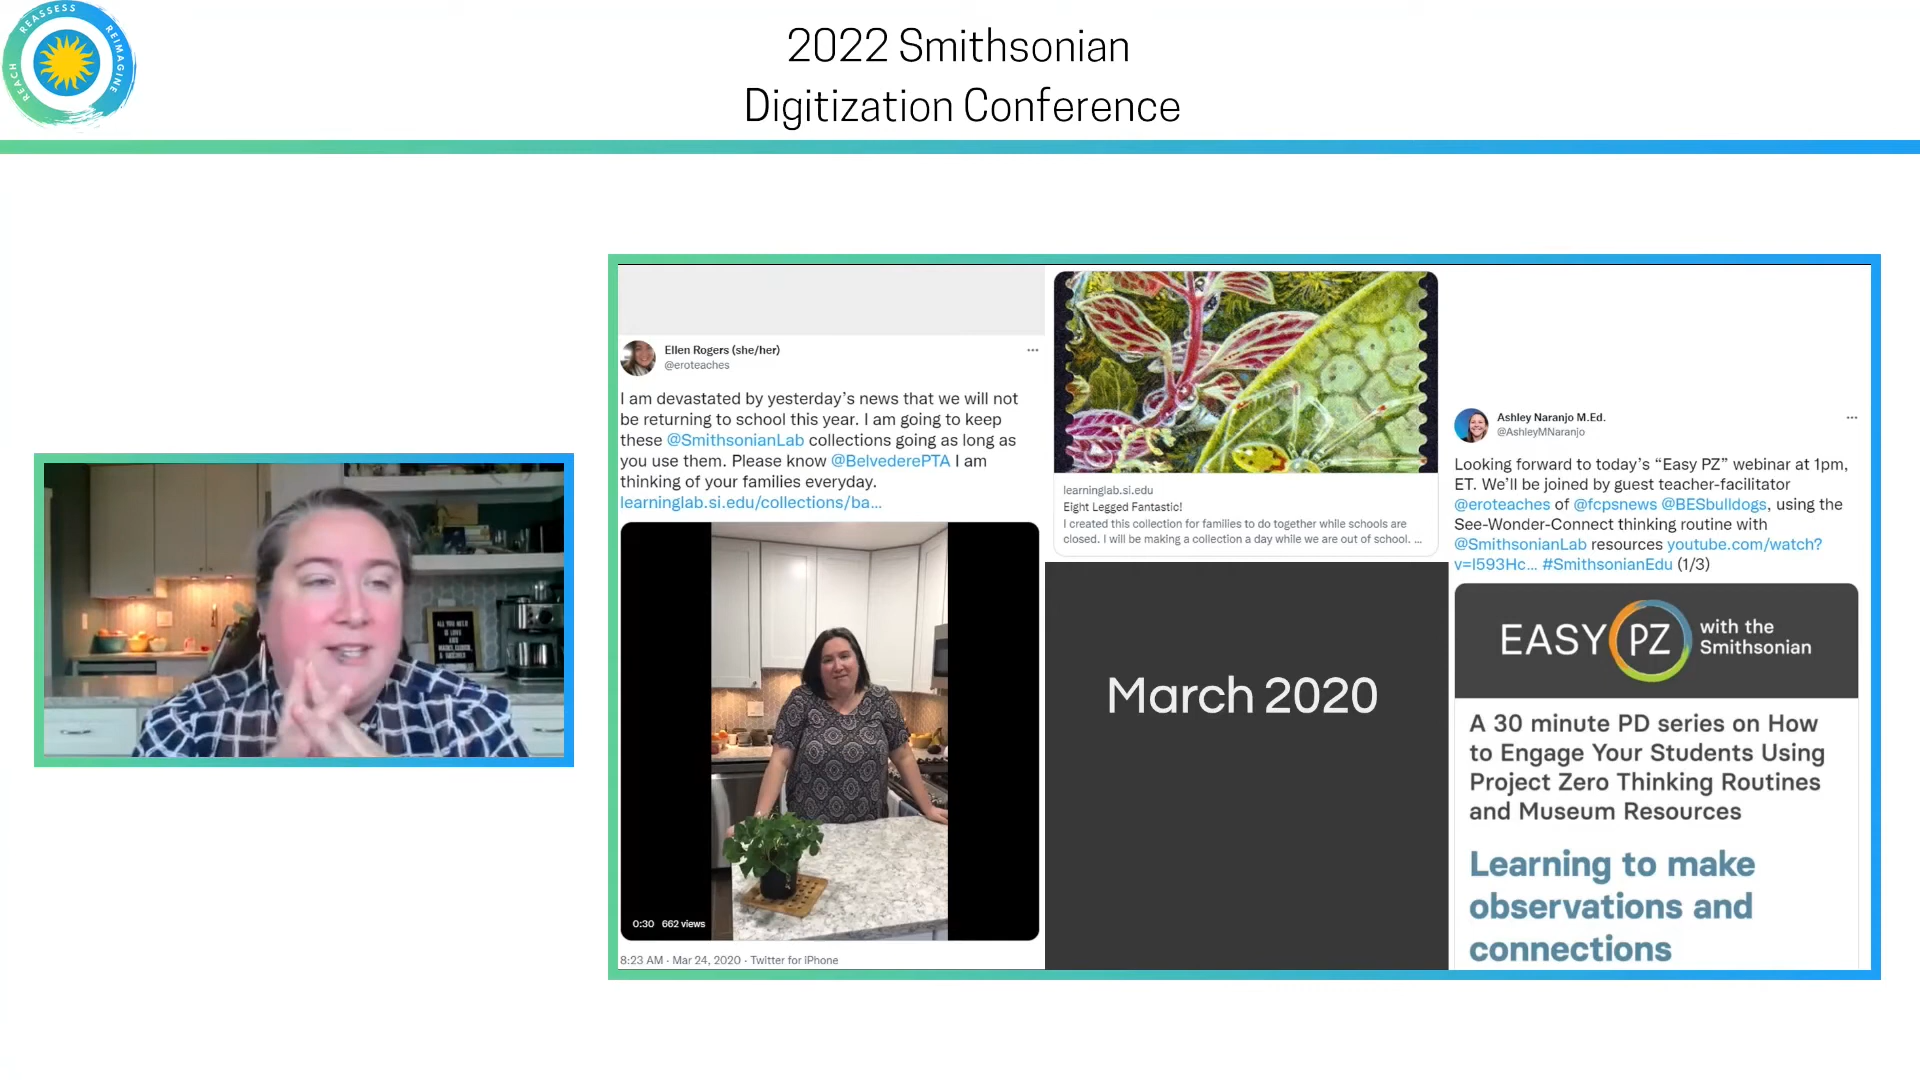 REACH REASSESS REIMAGINE
2022 Smithsonian
Digitization Conference
ALL YOU NEED
IS LOVE
AND
Ellen Rogers (she/her)
@eroteaches
I am devastated by yesterday's news that we will not
be returning to school this year. I am going to keep
these @SmithsonianLab collections going as long as
you use them. Please know @BelvederePTA I am
thinking of your families everyday.
learninglab.si.edu/collections/ba...
0:30 662 views
8:23 AM · Mar 24, 2020 · Twitter for iPhone
learninglab.si.edu
Eight Legged Fantastic!
I created this collection for families to do together while schools are
closed. I will be making a collection a day while we are out of school. ...
March 2020
Ashley Naranjo M.Ed.
@AshleyMNaranjo
Looking forward to today's “Easy PZ” webinar at 1pm,
ET. We'll be joined by guest teacher-facilitator
@eroteaches of @fcpsnews @BESbulldogs, using the
See-Wonder-Connect thinking routine with
@SmithsonianLab resources youtube.com/watch?
v=I593Hc... #SmithsonianEdu (1/3)
EASY PZ with the
Smithsonian
A 30 minute PD series on How
to Engage Your Students Using
Project Zero Thinking Routines
and Museum Resources
Learning to make
observations and
connections